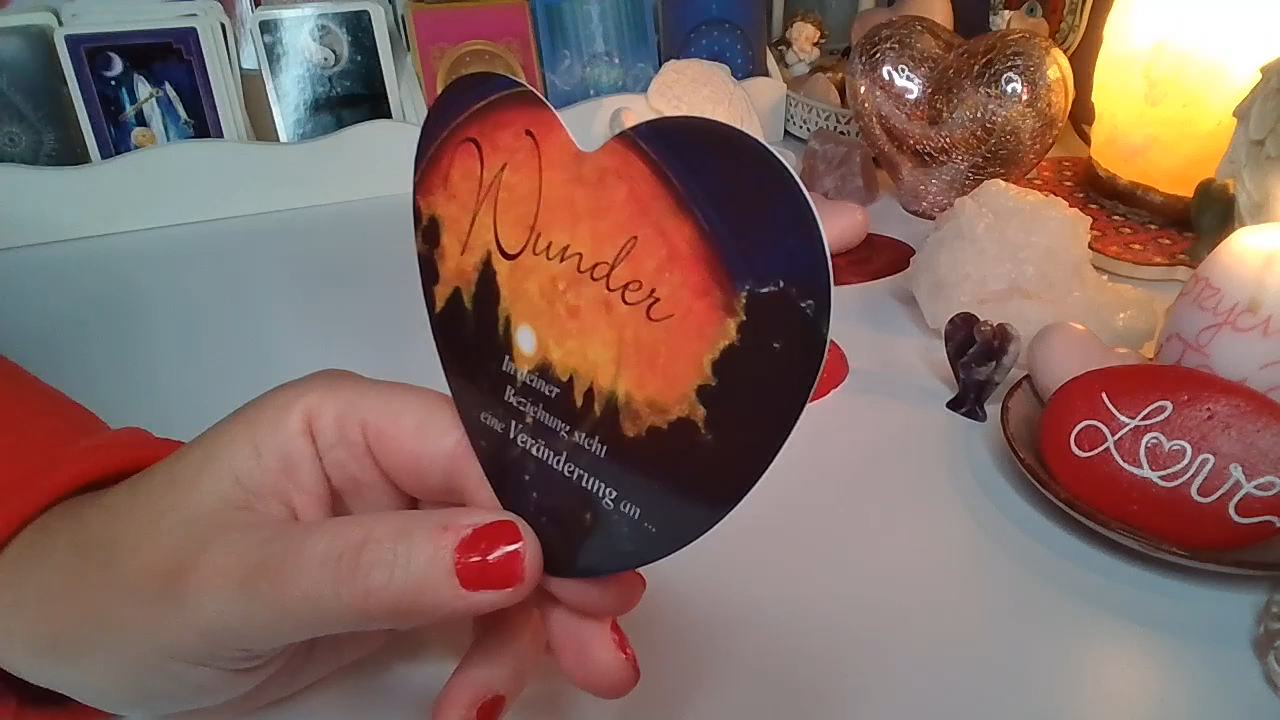 Wunder
In deiner
Beziehung steht
eine Veränderung an ...
Love